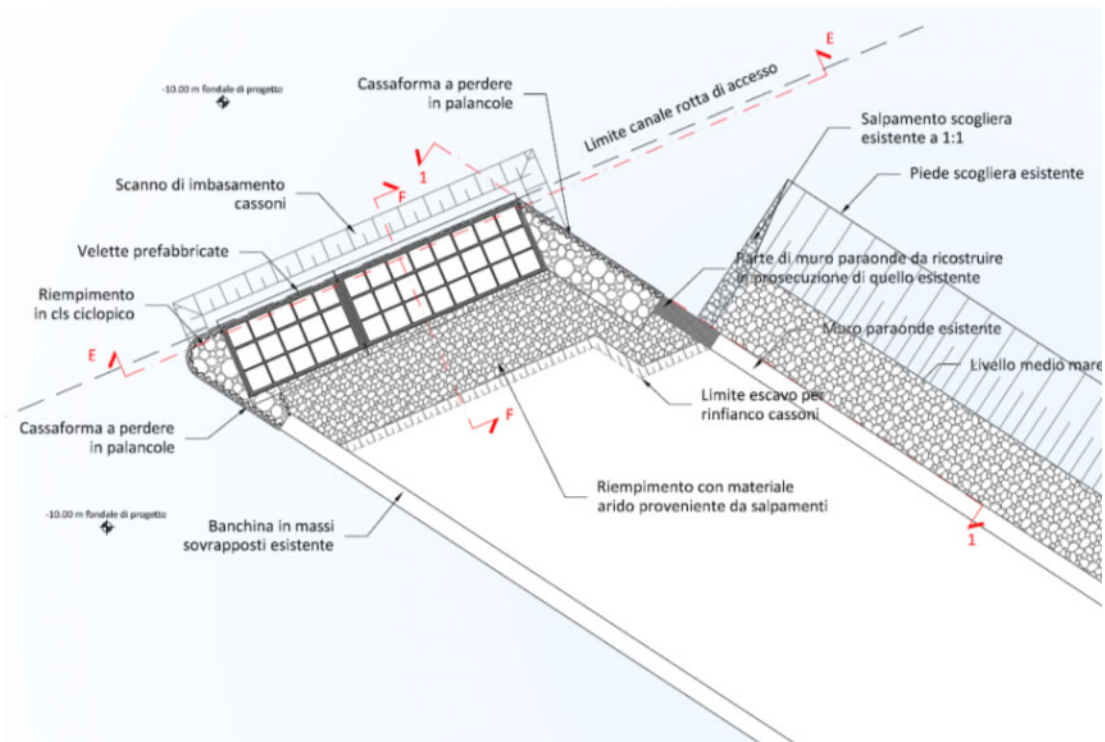 -10.00 m fondale di progetto
Cassaforma a perdere
in palancole
Limite canale rotta di accesso
E
Salpamento scogliera
esistente a 1:1
Piede scogliera esistente
Scanno di imbasamento
cassoni
1
F
Velette prefabbricate
Riempimento
in cls ciclopico
Parte di muro paraonde da ricostruire
in prosecuzione di quello esistente
Muro paraonde esistente
E
Livello medio mare
Limite escavo per
rinfianco cassoni
F
Cassaforma a perdere
in palancole
Riempimento con materiale
arido proveniente da salpamenti
-10.00 m fondale di progetto
Banchina in massi
sovrapposti esistente
1